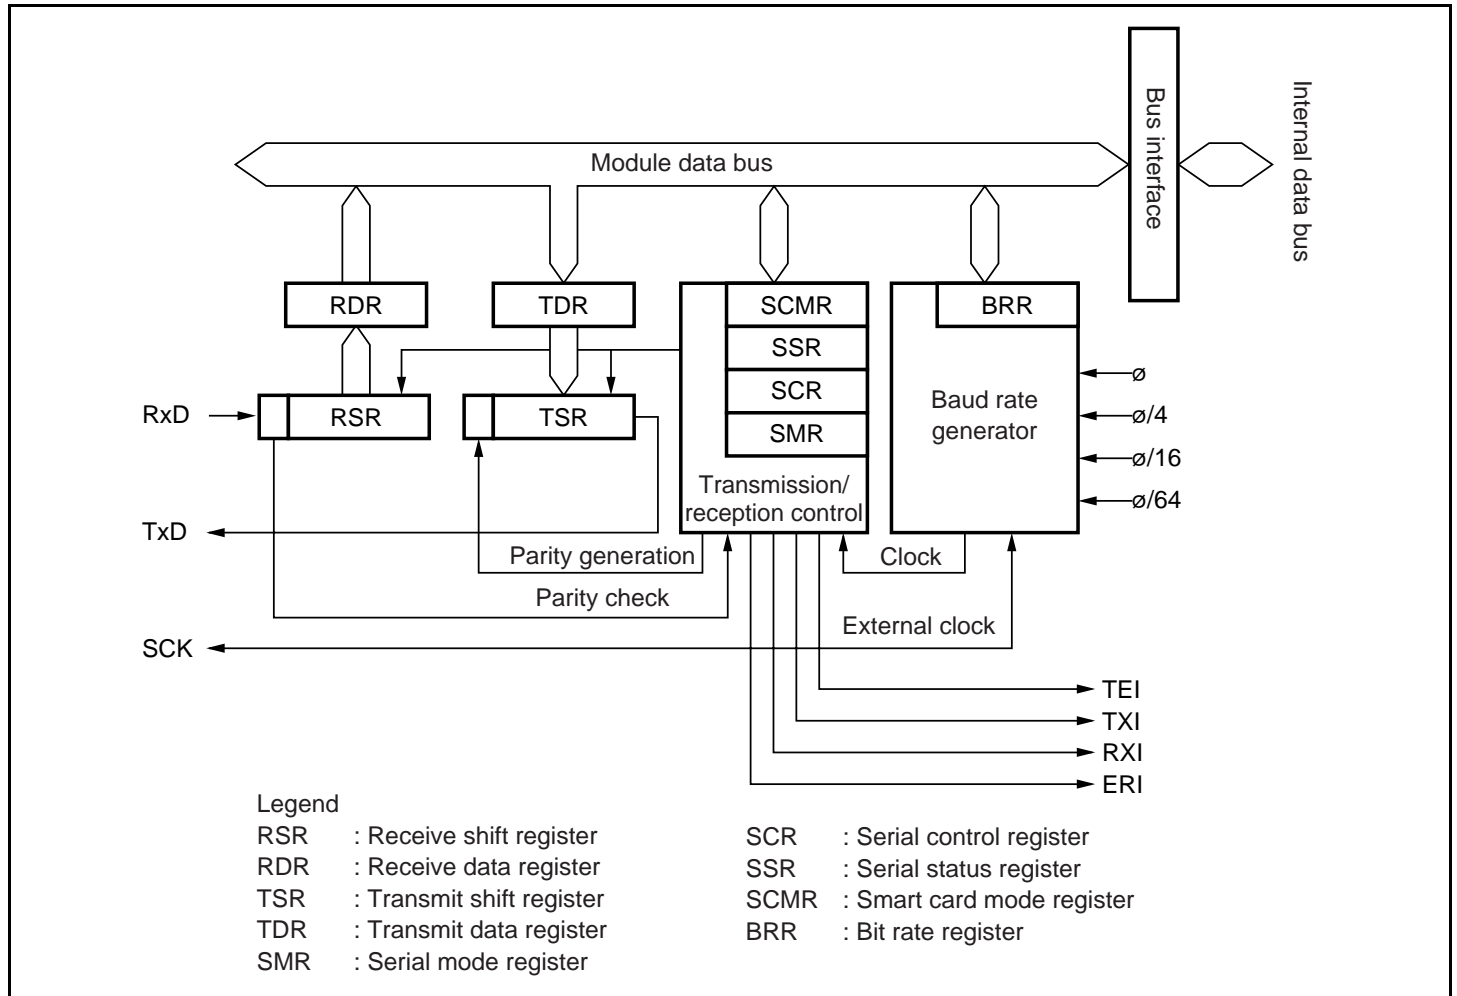 Module data bus
Bus interface
Internal data bus
RDR
TDR
SCMR
BRR
SSR
SCR
SMR
RxD
RSR
TSR
Baud rate
generator
ø
ø/4
ø/16
ø/64
Transmission/
reception control
TxD
Parity generation
Clock
Parity check
External clock
SCK
TEI
TXI
RXI
ERI
Legend
RSR : Receive shift register
RDR : Receive data register
TSR : Transmit shift register
TDR : Transmit data register
SMR : Serial mode register
SCR : Serial control register
SSR : Serial status register
SCMR : Smart card mode register
BRR : Bit rate register